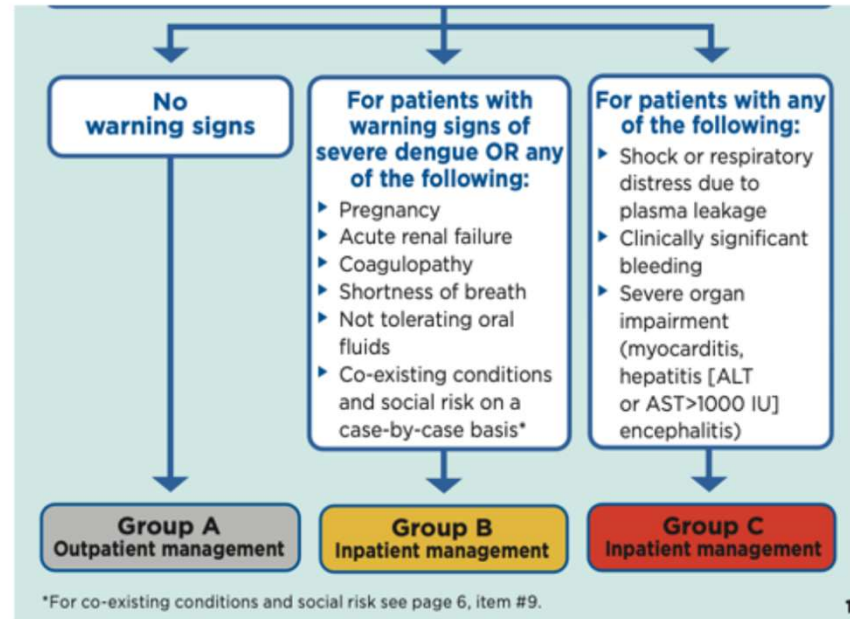 No
warning signs
For patients with
warning signs of
severe dengue OR any
of the following:
▸ Pregnancy
▸ Acute renal failure
▸ Coagulopathy
▸ Shortness of breath
▸ Not tolerating oral
fluids
▸ Co-existing conditions
and social risk on a
case-by-case basis*
For patients with any
of the following:
▸ Shock or respiratory
distress due to
plasma leakage
▸ Clinically significant
bleeding
▸ Severe organ
impairment
(myocarditis,
hepatitis [ALT
or AST>1000 IU]
encephalitis)
Group A
Outpatient management
Group B
Inpatient management
Group C
Inpatient management
*For co-existing conditions and social risk see page 6, item #9.